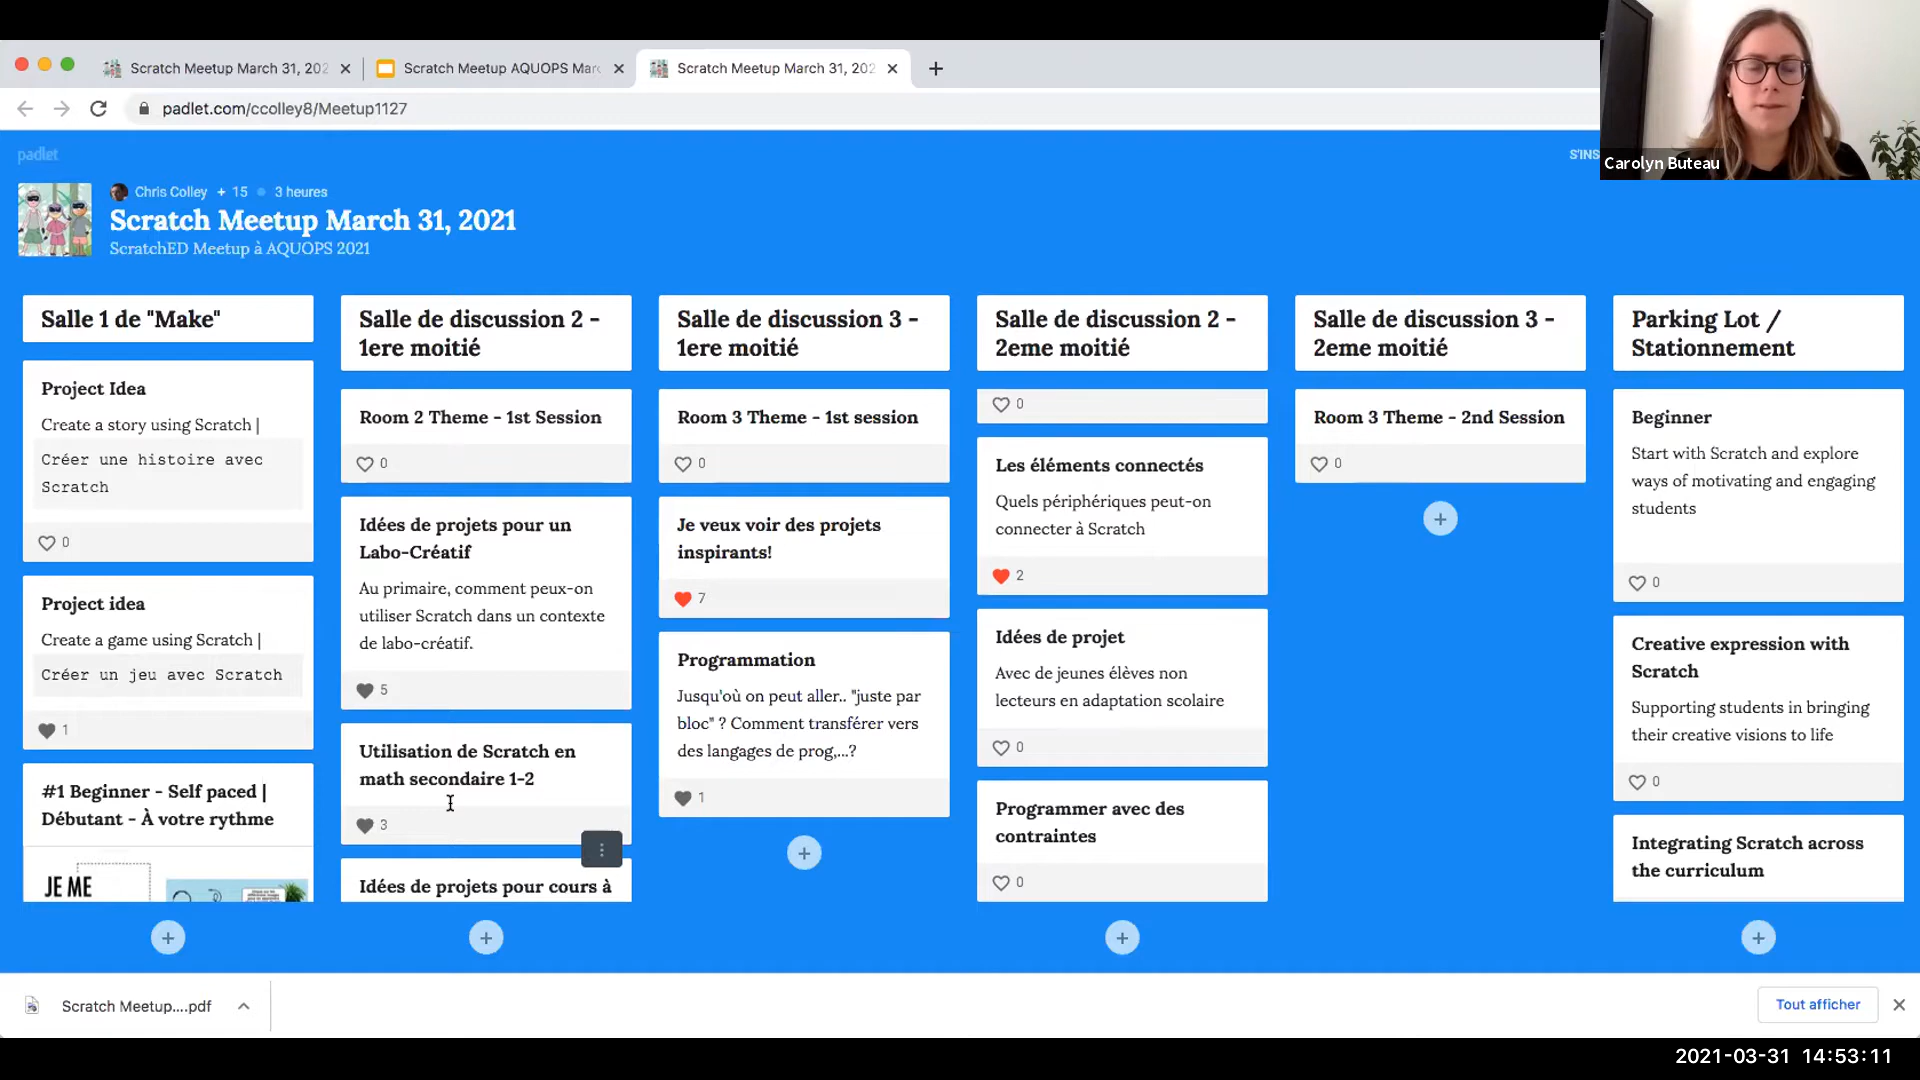 Scratch Meetup March 31, 202
Scratch Meetup AQUOPS Mar
Scratch Meetup March 31, 202
padlet.com/ccolley8/Meetup1127
padlet
S'INS
Carolyn Buteau
Chris Colley + 15 3 heures
Scratch Meetup March 31, 2021
ScratchED Meetup à AQUOPS 2021
Salle 1 de "Make"
Project Idea
Create a story using Scratch |
Créer une histoire avec
Scratch
0
Project idea
Create a game using Scratch |
Créer un jeu avec Scratch
1
#1 Beginner - Self paced |
Débutant - À votre rythme
JE ME
Salle de discussion 2 -
1ere moitié
Room 2 Theme - 1st Session
0
Idées de projets pour un
Labo-Créatif
Au primaire, comment peux-on
utiliser Scratch dans un contexte
de labo-créatif.
5
Utilisation de Scratch en
math secondaire 1-2
3
Idées de projets pour cours à
Salle de discussion 3 -
1ere moitié
Room 3 Theme - 1st session
0
Je veux voir des projets
inspirants!
7
Programmation
Jusqu'où on peut aller.. "juste par
bloc" ? Comment transférer vers
des langages de prog,...?
1
Salle de discussion 2 -
2eme moitié
0
Les éléments connectés
Quels périphériques peut-on
connecter à Scratch
2
Idées de projet
Avec de jeunes élèves non
lecteurs en adaptation scolaire
0
Programmer avec des
contraintes
0
Salle de discussion 3 -
2eme moitié
Room 3 Theme - 2nd Session
0
Parking Lot /
Stationnement
Beginner
Start with Scratch and explore
ways of motivating and engaging
students
0
Creative expression with
Scratch
Supporting students in bringing
their creative visions to life
0
Integrating Scratch across
the curriculum
Scratch Meetup....pdf
Tout afficher
2021-03-31 14:53:11